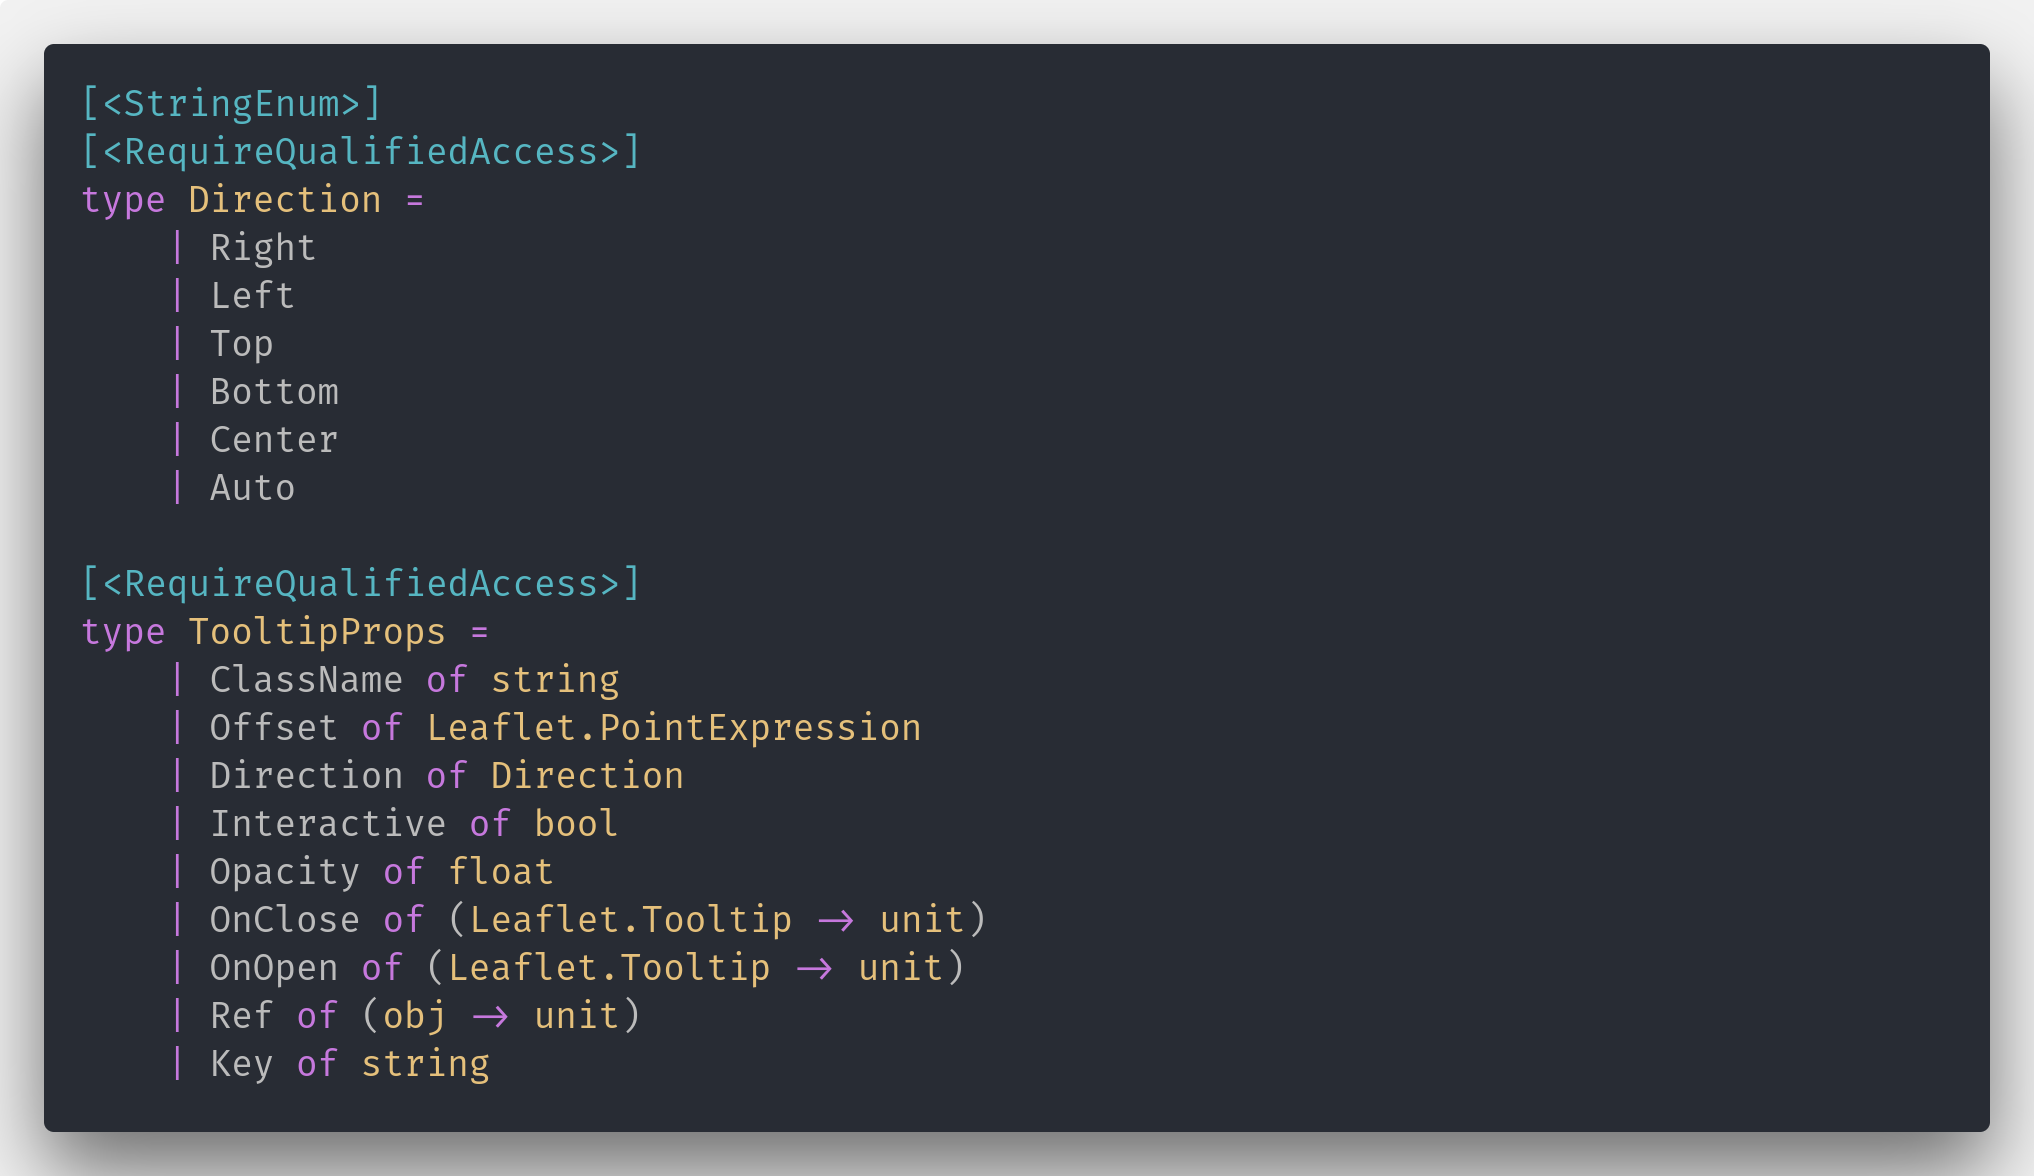 [<StringEnum>]
[<RequireQualifiedAccess>]
type Direction =
    | Right
    | Left
    | Top
    | Bottom
    | Center
    | Auto

[<RequireQualifiedAccess>]
type TooltipProps =
    | ClassName of string
    | Offset of Leaflet.PointExpression
    | Direction of Direction
    | Interactive of bool
    | Opacity of float
    | OnClose of (Leaflet.Tooltip -> unit)
    | OnOpen of (Leaflet.Tooltip -> unit)
    | Ref of (obj -> unit)
    | Key of string